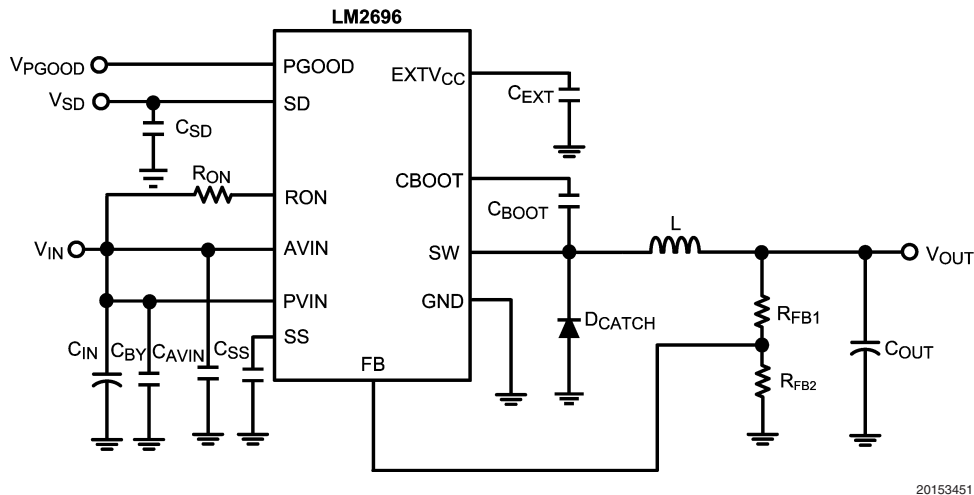 LM2696
VPGOOD
PGOOD
EXTVCC
CEXT
VSD
SD
CSD
RON
RON
CBOOT
CBOOT
VIN
AVIN
SW
L
VOUT
PVIN
GND
DCATCH
RFB1
CIN
CBY
CAVIN
CSS
SS
FB
RFB2
COUT
20153451